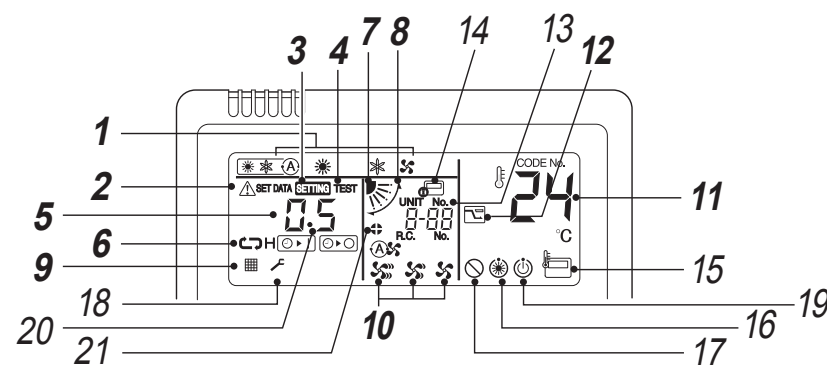 3 4 7 8 14 13 12
1
CODE No.
A
2 SET DATA SETTING TEST
UNIT No.
24 11
5 0.5
8-88
R.C. No.
°C
6 H
A
9
15
18
20
21
10
17
16
19